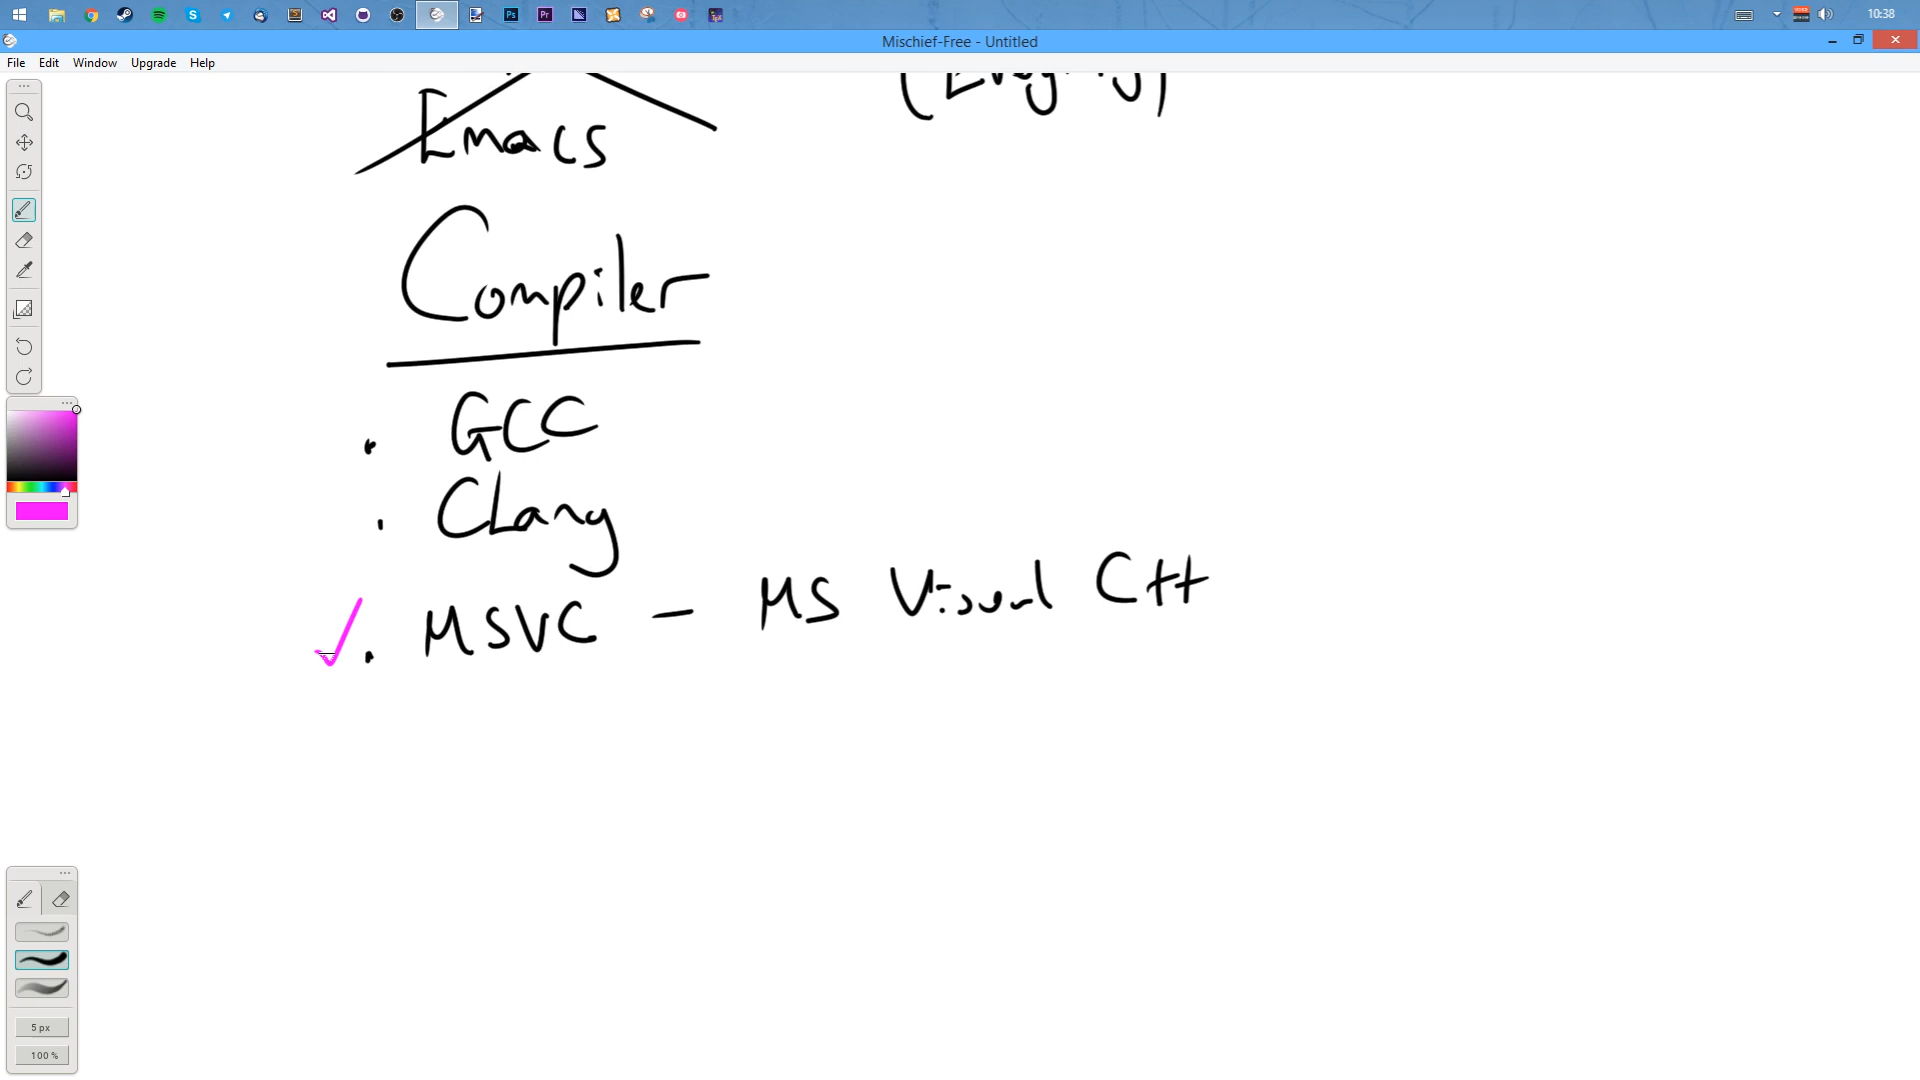 10:38
Mischief-Free - Untitled
File Edit Window Upgrade Help
Emacs
Compiler
. GCC
. CLang
. MSVC - MS Visual C++
5 px
100 %